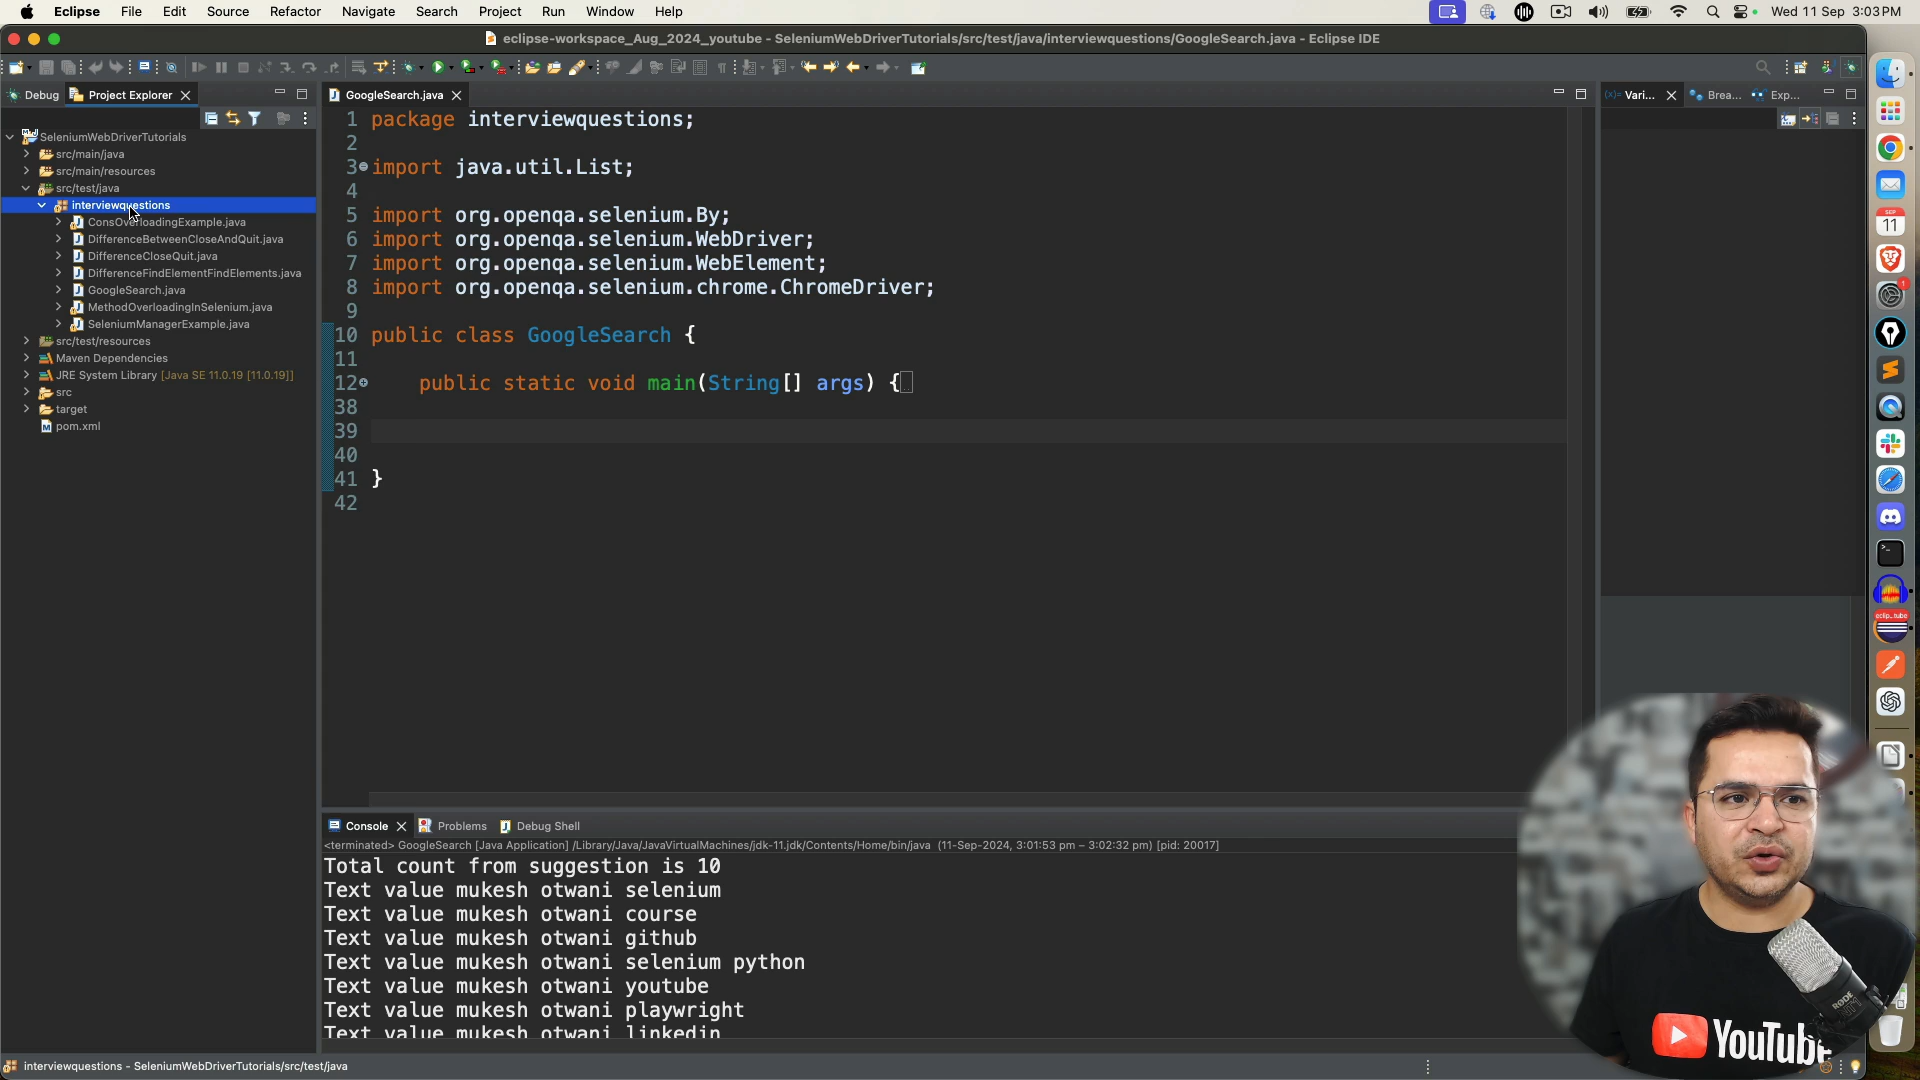 Eclipse File Edit Source Refactor Navigate Search Project Run Window Help Wed 11 Sep 3:03 PM
eclipse-workspace_Aug_2024_youtube - SeleniumWebDriverTutorials/src/test/java/interviewquestions/GoogleSearch.java - Eclipse IDE
Debug Project Explorer GoogleSearch.java Vari... Brea... Exp...
SeleniumWebDriverTutorials
src/main/java
src/main/resources
src/test/java
interviewquestions
ConsOverloadingExample.java
DifferenceBetweenCloseAndQuit.java
DifferenceCloseQuit.java
DifferenceFindElementFindElements.java
GoogleSearch.java
MethodOverloadingInSelenium.java
SeleniumManagerExample.java
src/test/resources
Maven Dependencies
JRE System Library [Java SE 11.0.19 [11.0.19]]
src
target
pom.xml
1 package interviewquestions;
2
3 import java.util.List;
4
5 import org.openqa.selenium.By;
6 import org.openqa.selenium.WebDriver;
7 import org.openqa.selenium.WebElement;
8 import org.openqa.selenium.chrome.ChromeDriver;
9
10 public class GoogleSearch {
11
12 public static void main(String[] args) {
38
39
40
41 }
42
Console Problems Debug Shell
<terminated> GoogleSearch [Java Application] /Library/Java/JavaVirtualMachines/jdk-11.jdk/Contents/Home/bin/java (11-Sep-2024, 3:01:53 pm – 3:02:32 pm) [pid: 20017]
Total count from suggestion is 10
Text value mukesh otwani selenium
Text value mukesh otwani course
Text value mukesh otwani github
Text value mukesh otwani selenium python
Text value mukesh otwani youtube
Text value mukesh otwani playwright
Text value mukesh otwani linkedin
interviewquestions - SeleniumWebDriverTutorials/src/test/java
SEP
11
1
eclip_tube
RODE
YouTube